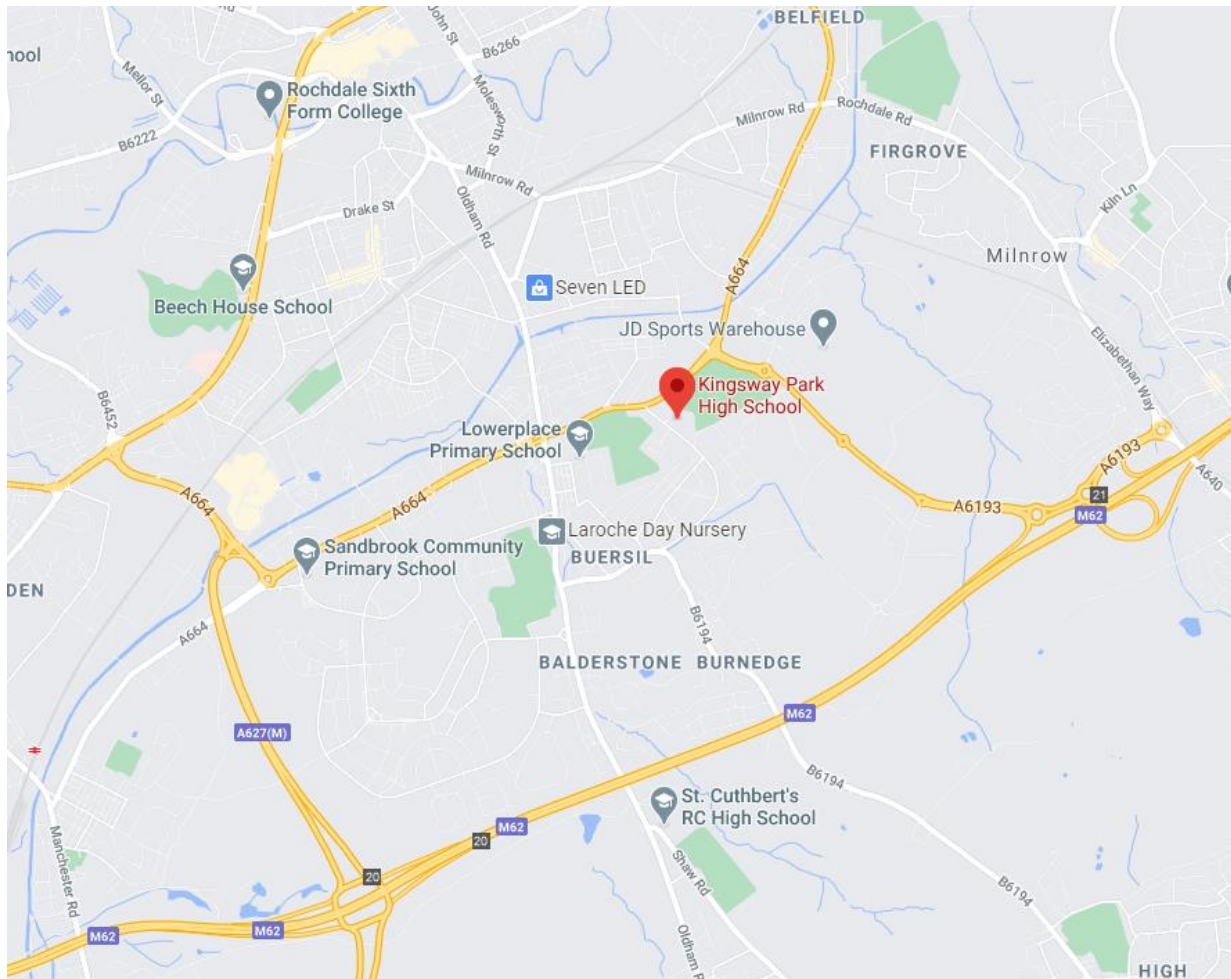 BELFIELD
hool
John St
B6266
Mellor St
Rochdale Sixth
Form College
Molesworth St
B6222
Milnrow Rd
Rochdale Rd
FIRGROVE
Milnrow Rd
Oldham Rd
Drake St
Kiln Ln
Milnrow
A664
Beech House School
Seven LED
JD Sports Warehouse
Elizabethan Way
Kingsway Park
High School
B6452
Lowerplace
Primary School
A6193
A640
A664
A664
21
M62
A6193
Laroche Day Nursery
BUERSIL
Sandbrook Community
Primary School
DEN
A664
B6194
BALDERSTONE
BURNEDGE
M62
A627(M)
B6194
St. Cuthbert's
RC High School
M62
20
20
Manchester Rd
Shaw Rd
B6194
M62
M62
Oldham R
HIGH